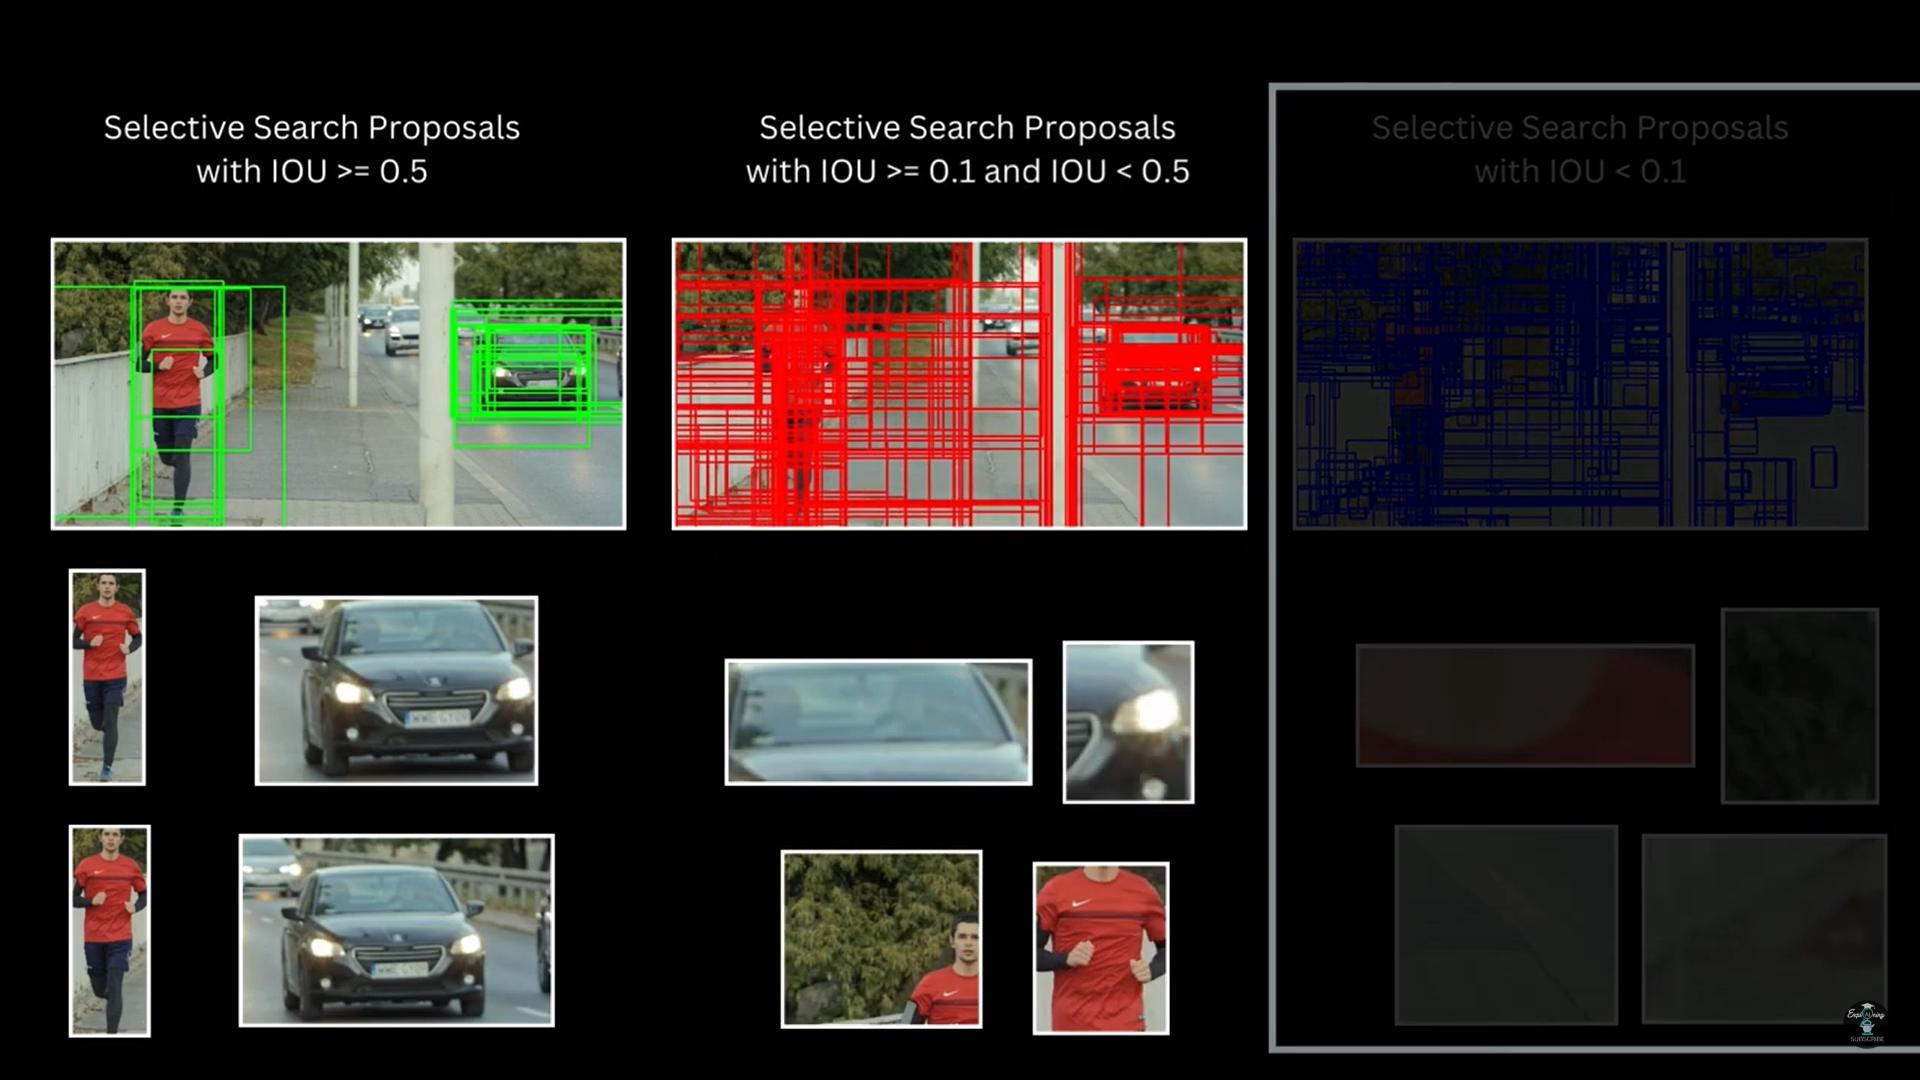 Selective Search Proposals
with IOU >= 0.5
Selective Search Proposals
with IOU >= 0.1 and IOU < 0.5
Selective Search Proposals
with IOU < 0.1
SUBSCRIBE